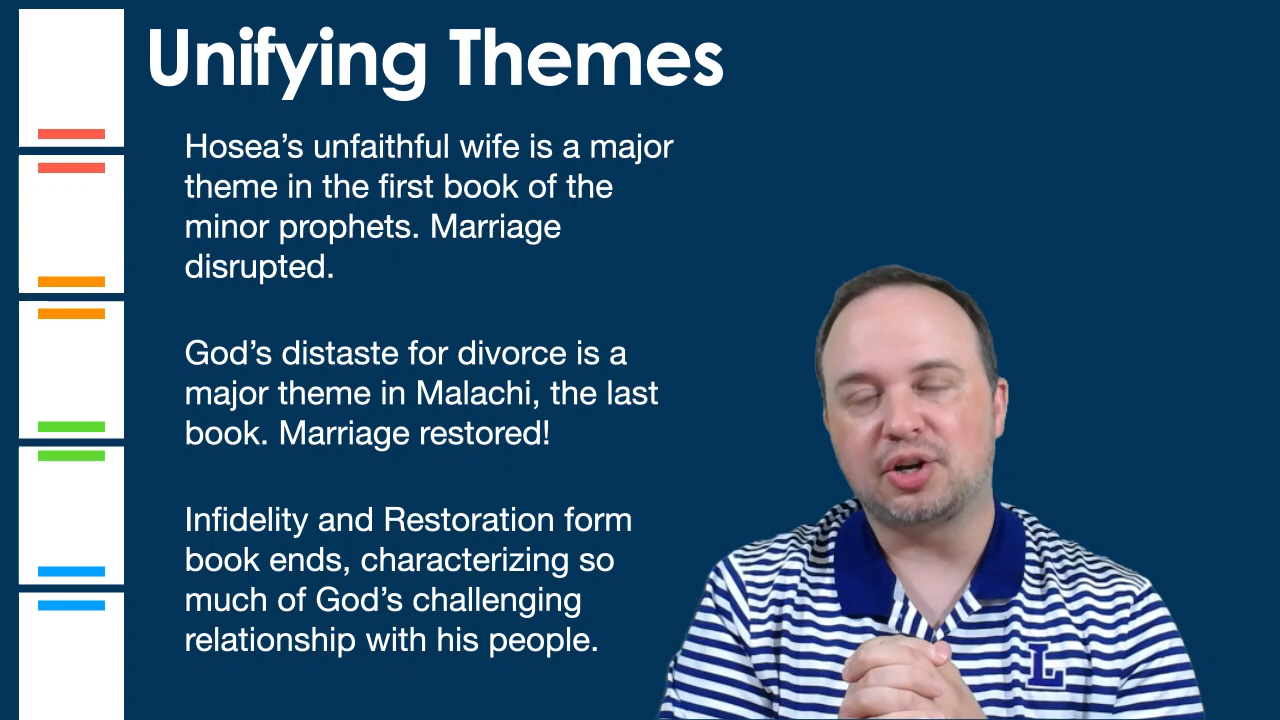 Unifying Themes
Hosea’s unfaithful wife is a major
theme in the first book of the
minor prophets. Marriage
disrupted.
God’s distaste for divorce is a
major theme in Malachi, the last
book. Marriage restored!
Infidelity and Restoration form
book ends, characterizing so
much of God’s challenging
relationship with his people.
L